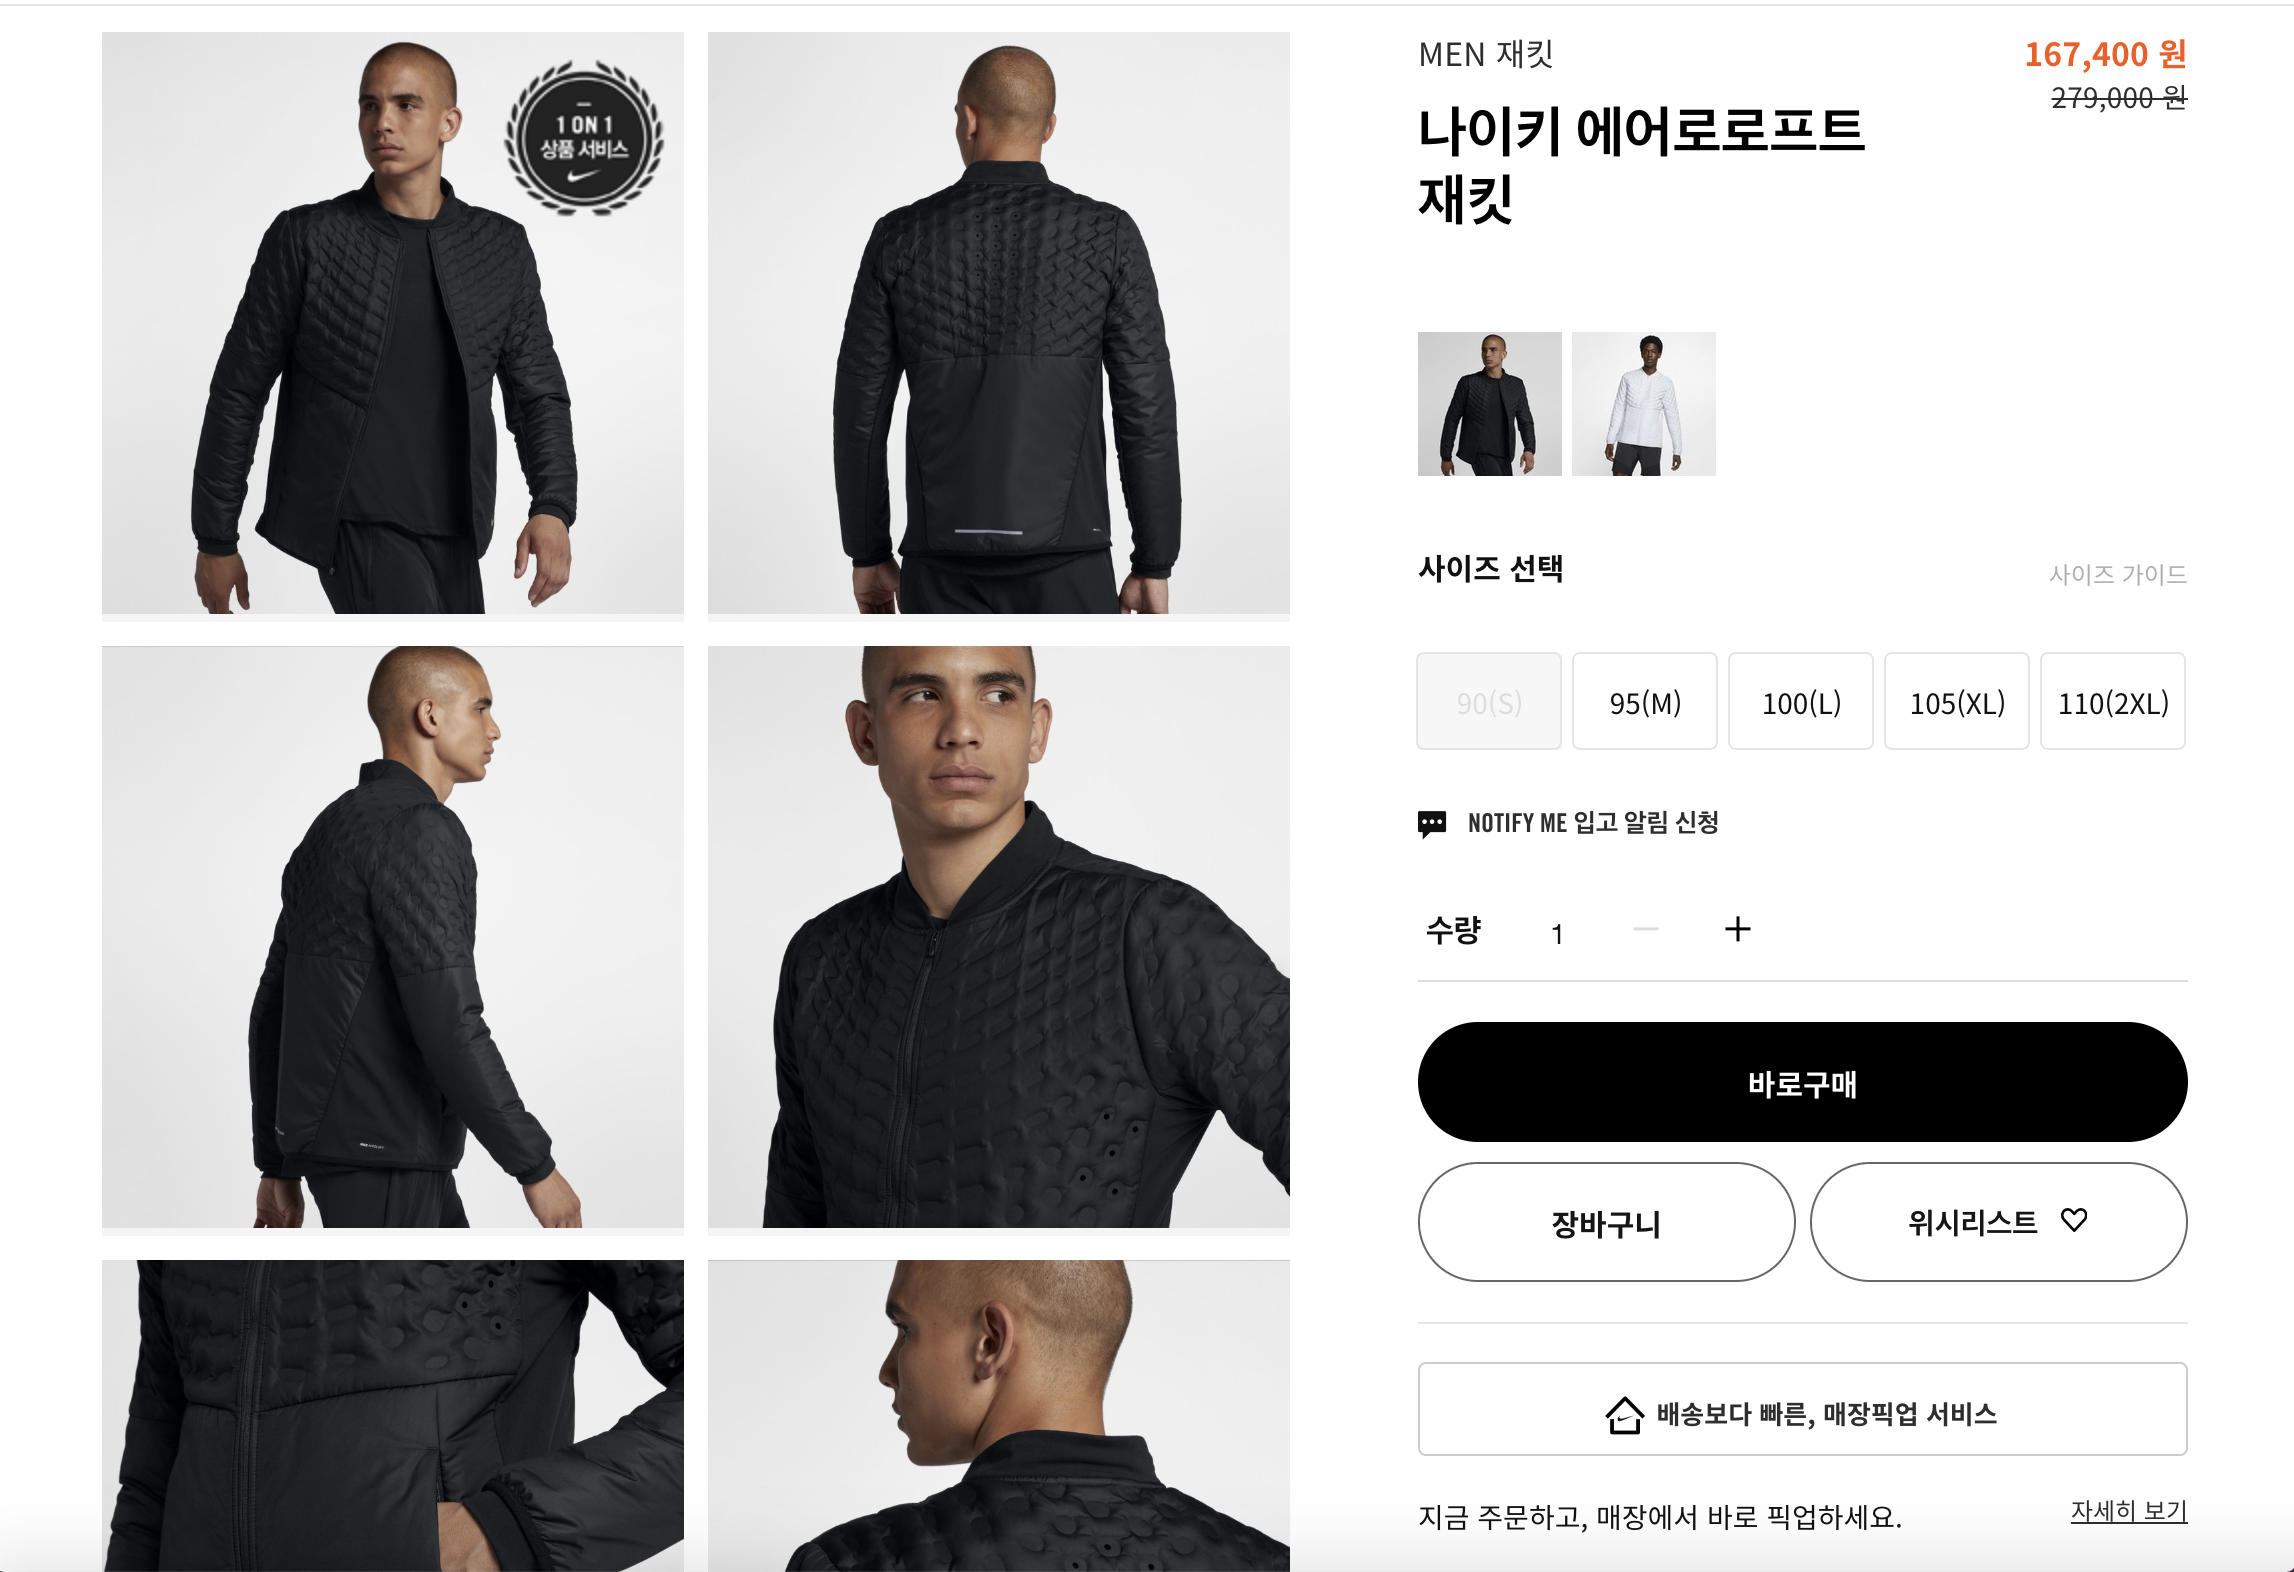 1 ON 1
상품 서비스
MEN 재킷
167,400 원
279,000 원
나이키 에어로로프트
재킷
사이즈 선택
사이즈 가이드
90(S)
95(M)
100(L)
105(XL)
110(2XL)
NOTIFY ME 입고 알림 신청
수량 1 − +
바로구매
장바구니
위시리스트
배송보다 빠른, 매장픽업 서비스
지금 주문하고, 매장에서 바로 픽업하세요.
자세히 보기